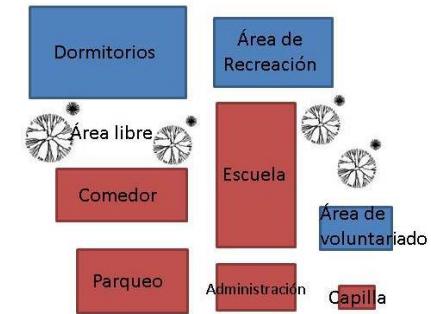 Dormitorios
Área de
Recreación
Área libre
Escuela
Comedor
Área de
voluntariado
Parqueo
Administración
Capilla